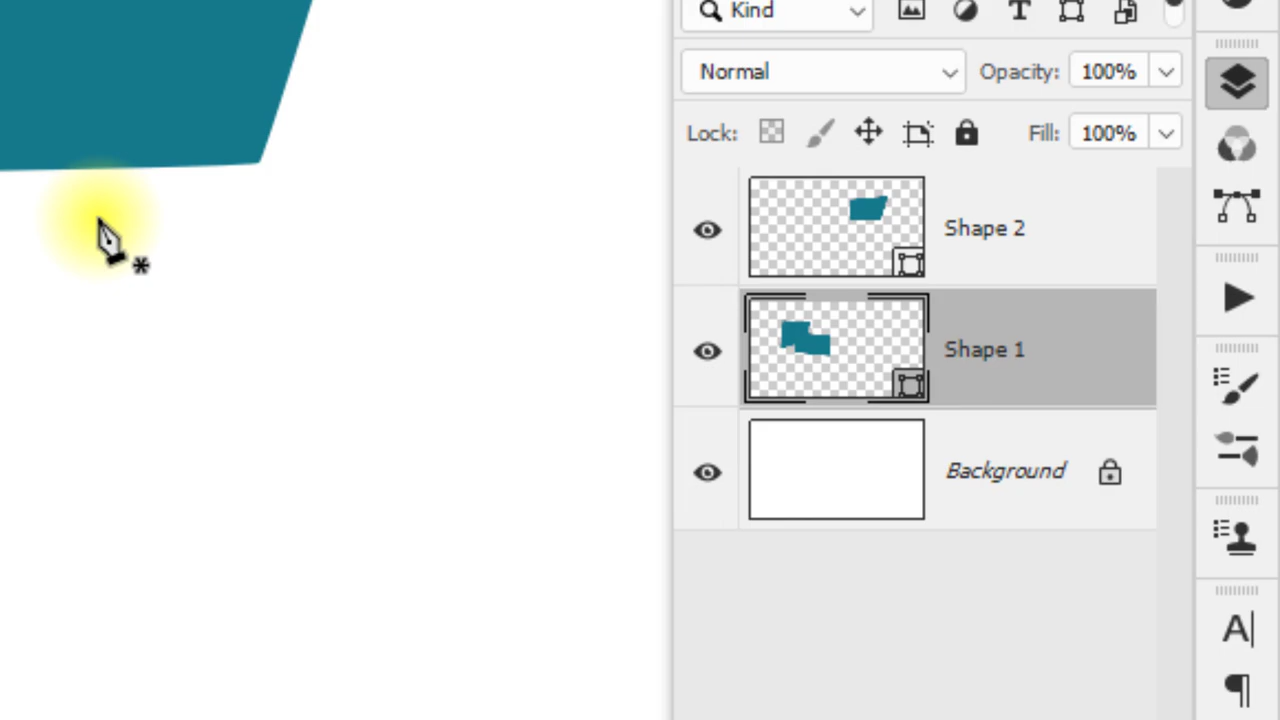 Kind
Normal Opacity: 100%
Lock: Fill: 100%
Shape 2
Shape 1
Background